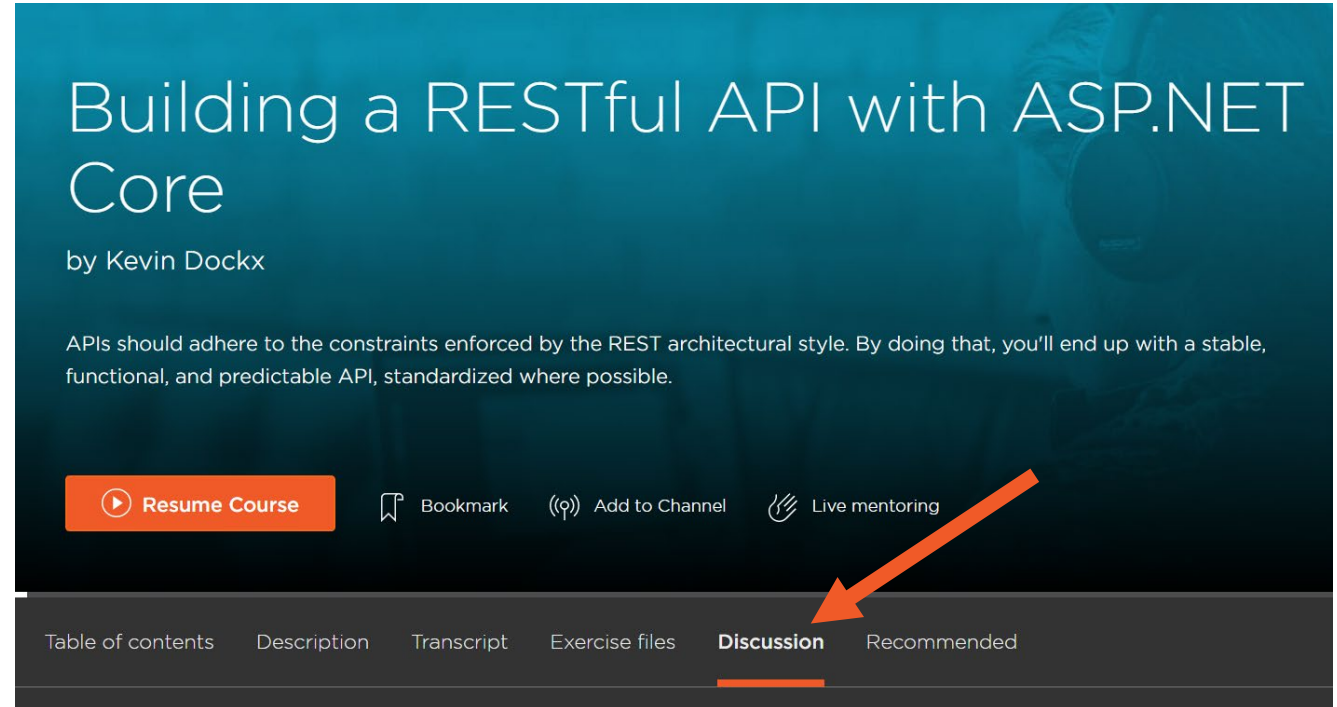 Building a RESTful API with ASP.NET
Core
by Kevin Dockx
APIs should adhere to the constraints enforced by the REST architectural style. By doing that, you'll end up with a stable,
functional, and predictable API, standardized where possible.
Resume Course Bookmark Add to Channel Live mentoring
Table of contents Description Transcript Exercise files Discussion Recommended